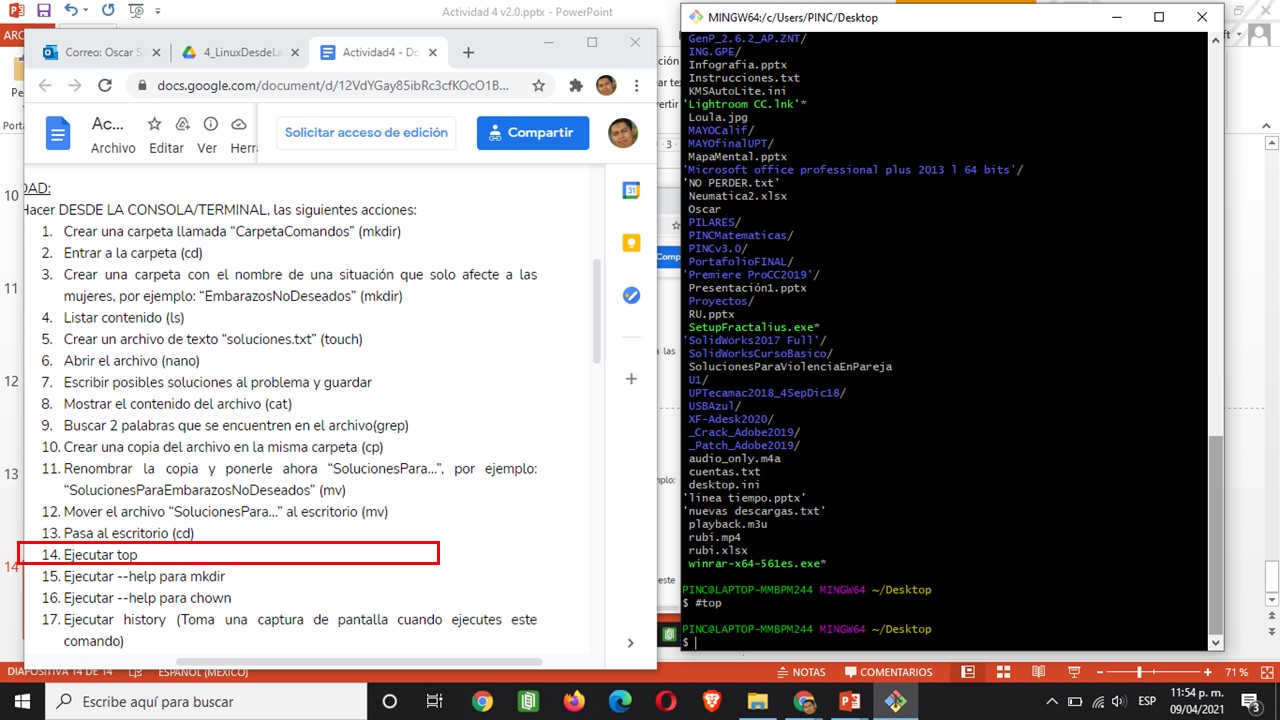 Actividad 4 v2.0.pptx - PowerPoint
ARC
Porta
MINGW64:/c/Users/PINC/Desktop
Oscar S
4_LinuxDesde
Actividad4 - Do
docs.google.com/document/d/12VdYGay85ibRc3cfKOcO1B...
Ac...
Archivo
Editar
Ver
Herr
Solicitar acceso de edición
Compartir
DAD:
Hacer DESDE LA CONSOLA/TERMINAL, las siguientes acciones:
1. Crear una carpeta llamada “CarpetaComandos” (mkdir)
2. Entrar a la carpeta (cd)
3. Crear una carpeta con el nombre de una situación que solo afecte a las
mujeres, por ejemplo: “EmbarazosNoDeseados” (mkdir)
4. Listar contenido (ls)
5. Crear un archivo de texto “soluciones.txt” (touch)
6. Abrir el archivo (nano)
7. Escribir posibles soluciones al problema y guardar
8. Mostrar contenido del archivo(cat)
9. Buscar 2 palabras que se encuentren en el archivo(grep)
10. Crear una copia del archivo en la misma carpeta (cp)
11. Renombrar la copia y ponerle ahora “SolucionesPara...”, por ejemplo:
“SolucionesParaEmbarazosNoDeseados” (mv)
12. Mover el archivo “SolucionesPara...” al escritorio (mv)
13. Pasa al escritorio (cd)
14. Ejecutar top
15. Ejecutar --help para mkdir
17. Ejecutar history (Toma una captura de pantalla cuando ejecutes este
comando)
10
11
12
13
14
GenP_2.6.2_AP.ZNT/
ING.GPE/
Infografia.pptx
Instrucciones.txt
KMSAutoLite.ini
'Lightroom CC.lnk'*
Loula.jpg
MAYOCalif/
MAYOfinalUPT/
MapaMental.pptx
'Microsoft office professional plus 2013 l 64 bits'/
'NO PERDER.txt'
Neumatica2.xlsx
Oscar
PILARES/
PINCMatematicas/
PINCv3.0/
PortafolioFINAL/
'Premiere ProCC2019'/
Presentación1.pptx
Proyectos/
RU.pptx
SetupFractalius.exe*
'SolidWorks2017 Full'/
SolidWorksCursoBasico/
SolucionesParaViolenciaEnPareja
U1/
UPTecamac2018_4SepDic18/
USBAzul/
XF-Adesk2020/
_Crack_Adobe2019/
_Patch_Adobe2019/
audio_only.m4a
cuentas.txt
desktop.ini
'linea tiempo.pptx'
'nuevas descargas.txt'
playback.m3u
rubi.mp4
rubi.xlsx
winrar-x64-561es.exe*
PINC@LAPTOP-MMBPM244 MINGW64 ~/Desktop
$ #top
PINC@LAPTOP-MMBPM244 MINGW64 ~/Desktop
$
DIAPOSITIVA 14 DE 14
ESPAÑOL (MÉXICO)
NOTAS
COMENTARIOS
71 %
Escribe aquí para buscar
ESP
11:54 p. m.
09/04/2021
3